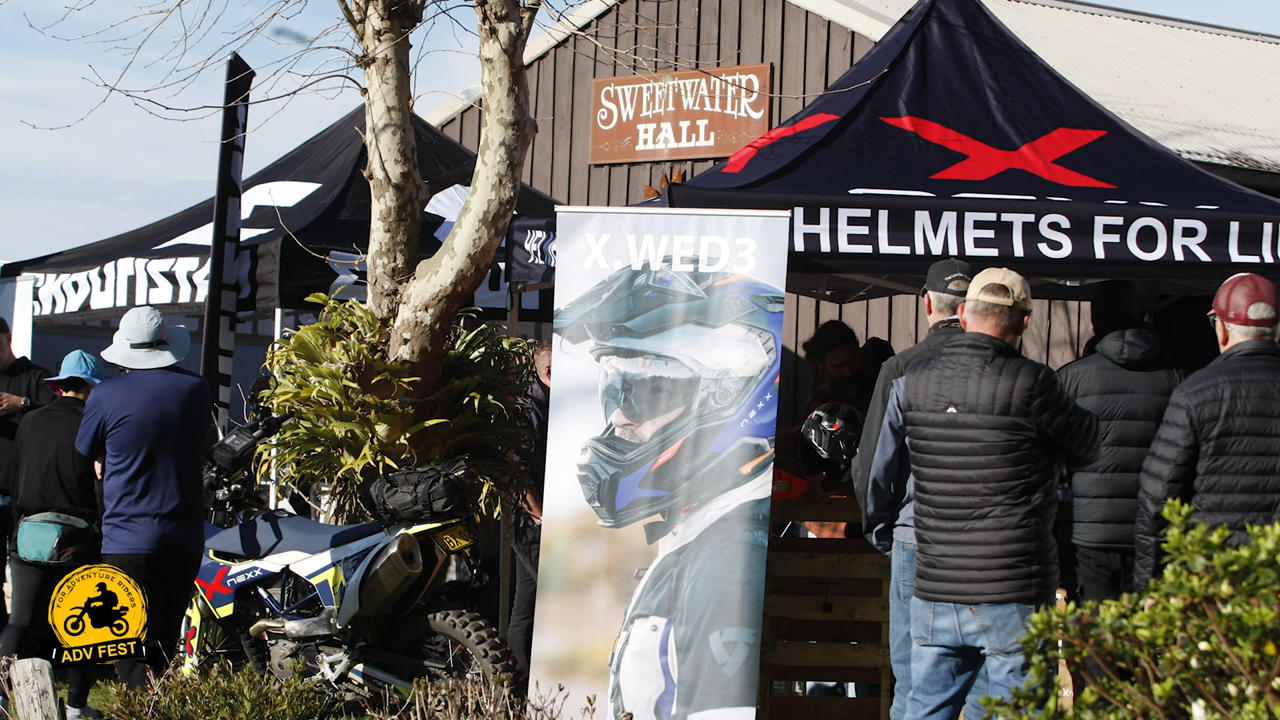 SWEETWATER
HALL
HELMETS FOR LI
X.WED3
NEXX
NEXX
FOR ADVENTURE RIDERS
ADV FEST